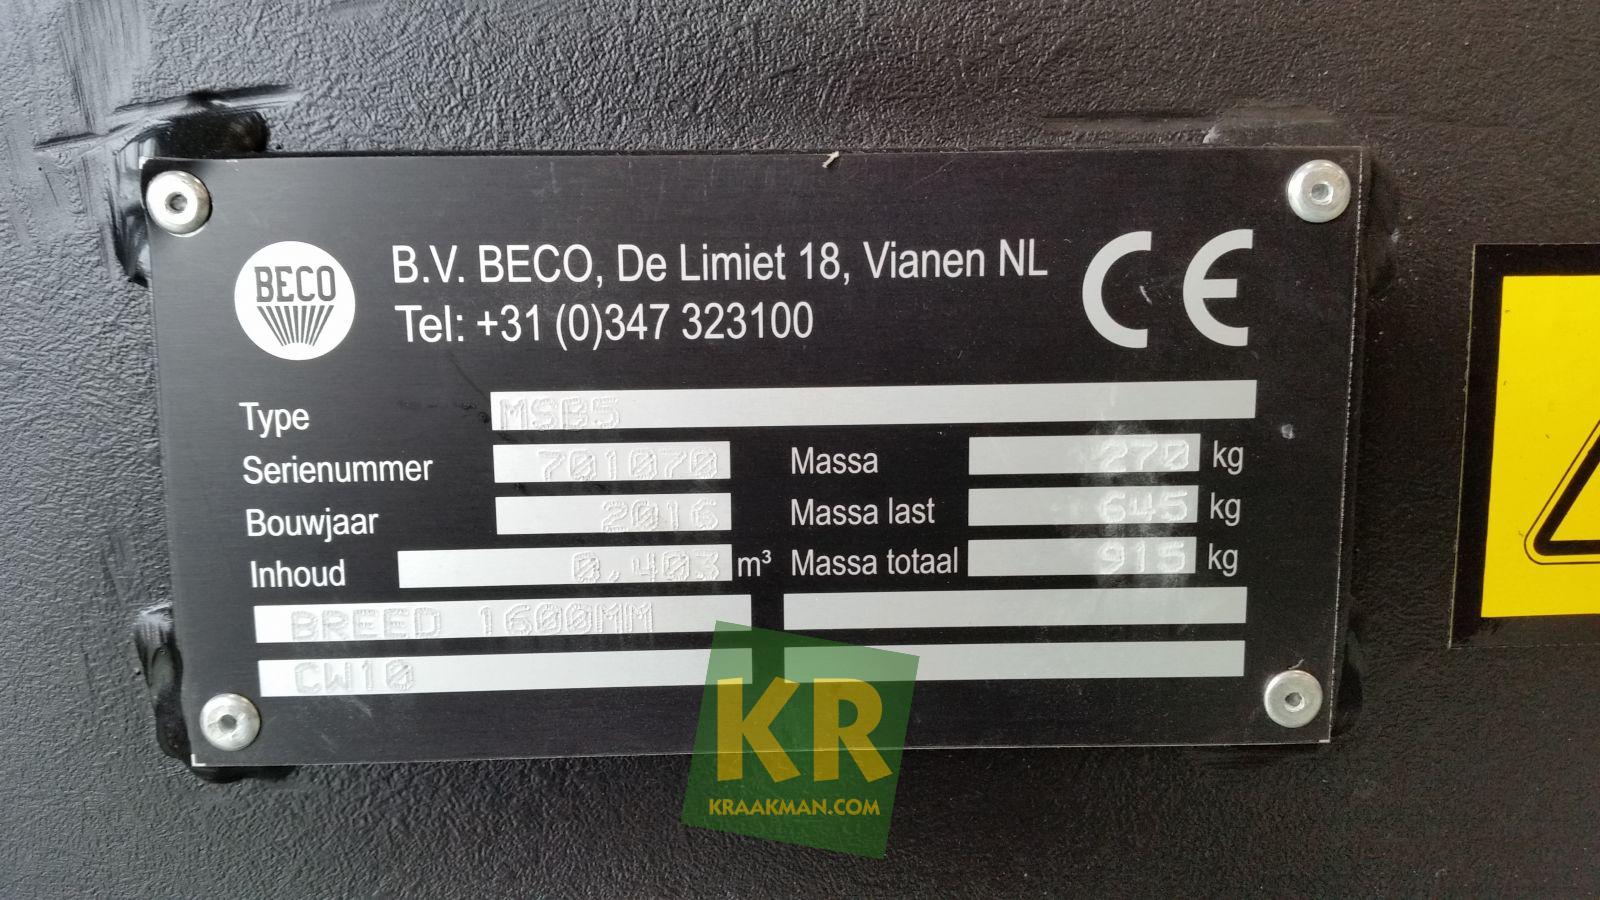 BECO
B.V. BECO, De Limiet 18, Vianen NL
Tel: +31 (0)347 323100
CE
Type MSB5
Serienummer 701070 Massa 270 kg
Bouwjaar 2016 Massa last 645 kg
Inhoud 0.403 m³ Massa totaal 915 kg
BREED 1600MM
CW10
KR
KRAAKMAN.COM